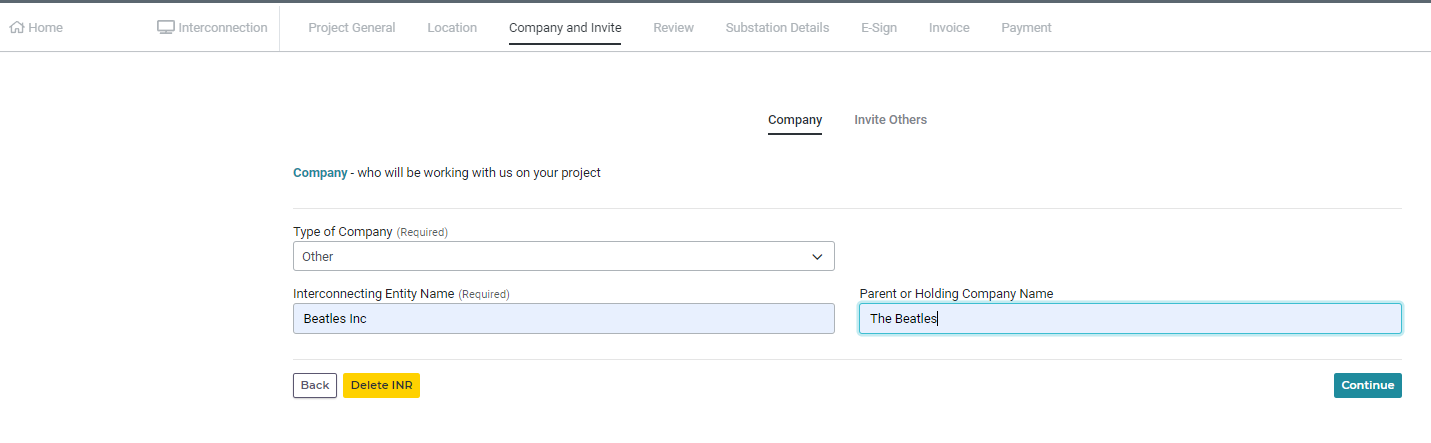 Home Interconnection Project General Location Company and Invite Review Substation Details E-Sign Invoice Payment
Company Invite Others
Company - who will be working with us on your project
Type of Company (Required)
Other
Interconnecting Entity Name (Required) Parent or Holding Company Name
Beatles Inc The Beatles
Back Delete INR Continue